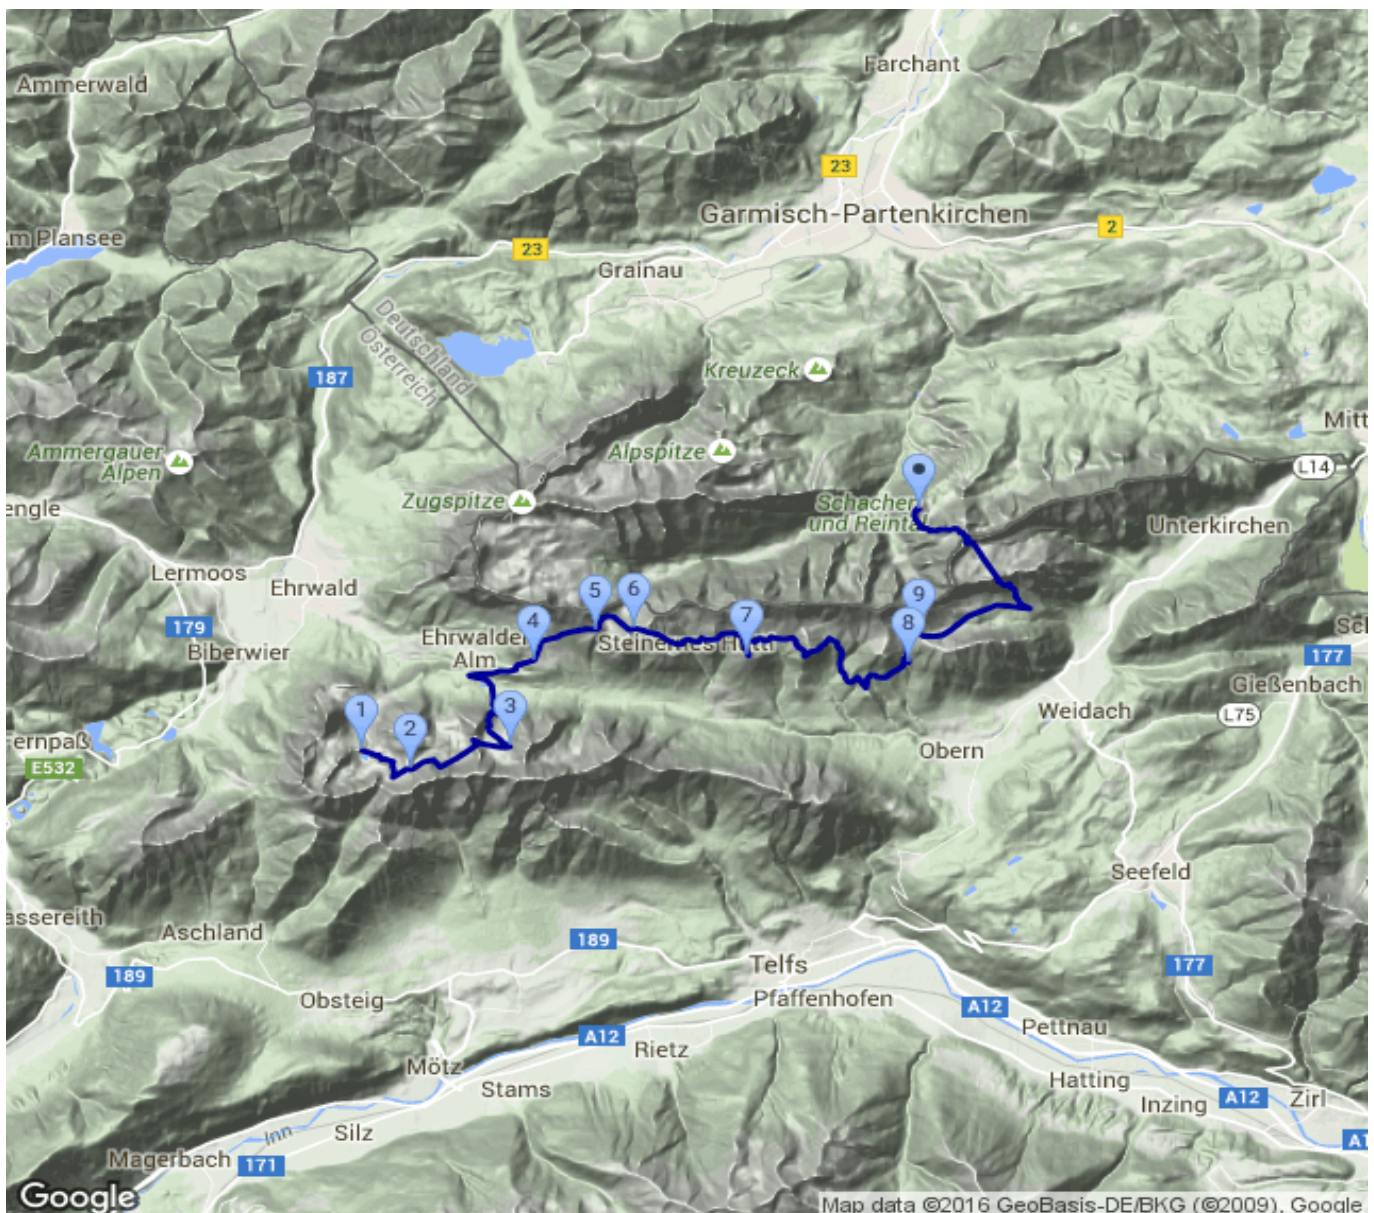 Farchant
Ammerwald
23
Garmisch-Partenkirchen
2
m Plansee
23
Grainau
Deutschland
Österreich
187
Kreuzeck
Mitt
Ammergauer
Alpen
Alpspitze
L14
Zugspitze
Schachen
und Reinta
engle
Unterkirchen
Lermoos
Ehrwald
5
6
9
179
4
7
8
Ehrwalder
Alm
Steinernes Hüttl
Biberwier
Sch
177
Gießenbach
3
1
2
Weidach
L75
ernpaß
Obern
E532
Seefeld
assereith
Aschland
189
189
Telfs
177
Obsteig
Pfaffenhofen
A12
A12
Pettnau
Rietz
Mötz
Stams
Hatting
A12
Zirl
Inzing
Inn
Silz
A1
Magerbach
171
Google
Map data ©2016 GeoBasis-DE/BKG (©2009), Google